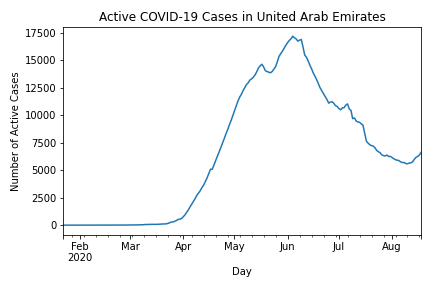 Active COVID-19 Cases in United Arab Emirates
Number of Active Cases
17500
15000
12500
10000
7500
5000
2500
0
Feb Mar Apr May Jun Jul Aug
2020
Day